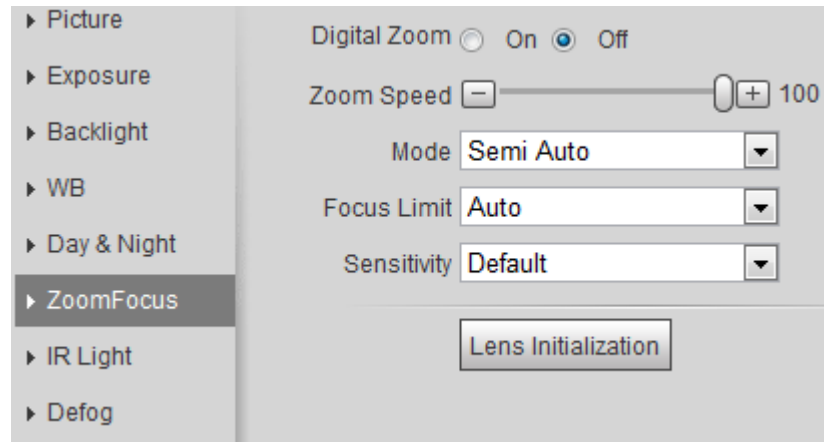 Picture
Exposure
Backlight
WB
Day & Night
ZoomFocus
IR Light
Defog
Digital Zoom On Off
Zoom Speed 100
Mode Semi Auto
Focus Limit Auto
Sensitivity Default
Lens Initialization